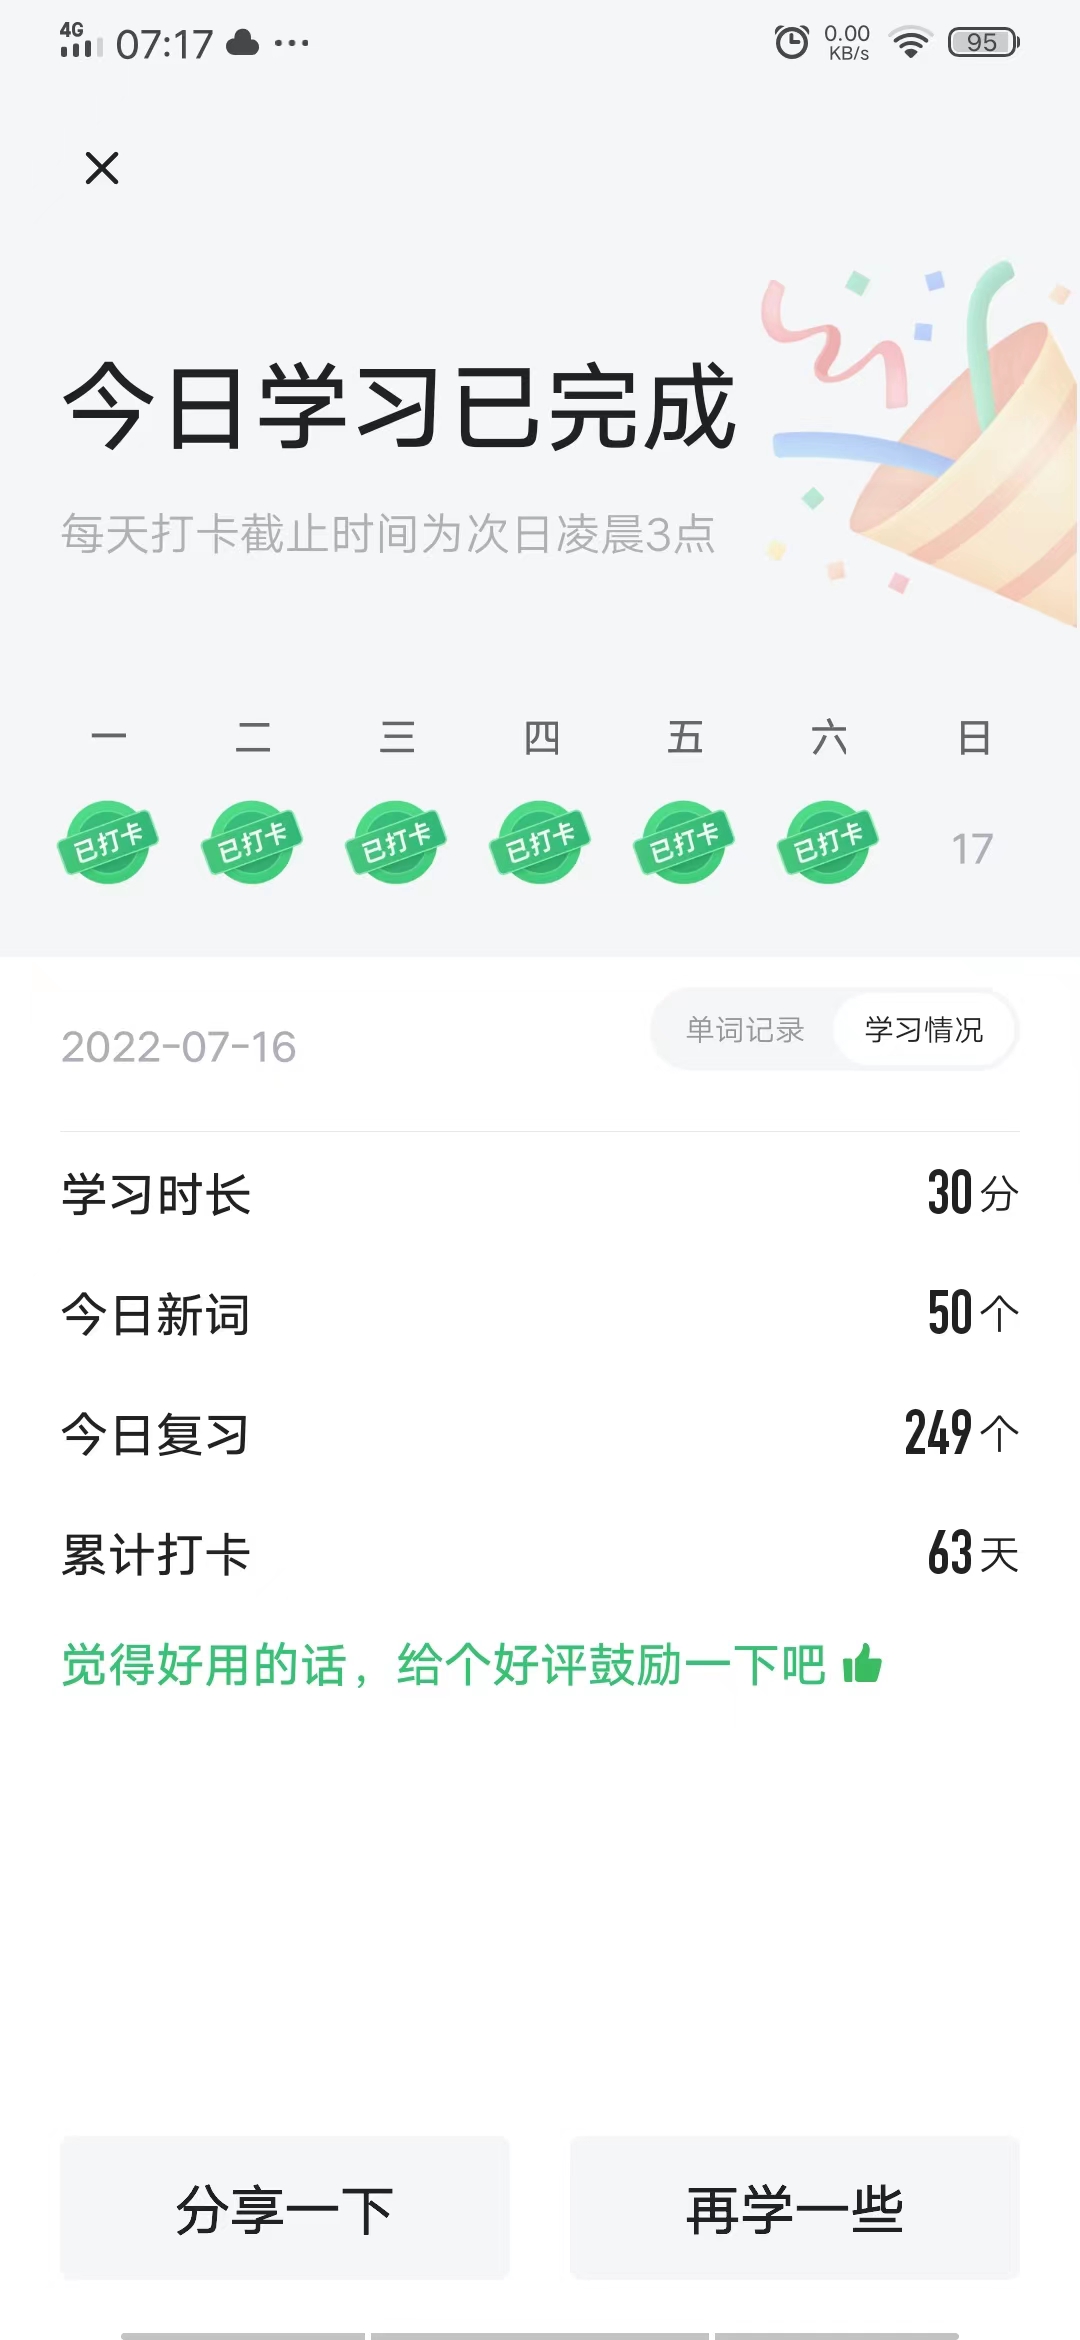 4G 07:17 ... 0.00 KB/s 95
今日学习已完成
每天打卡截止时间为次日凌晨3点
一 二 三 四 五 六 日
已打卡 已打卡 已打卡 已打卡 已打卡 已打卡 17
2022-07-16 单词记录 学习情况
学习时长 30分
今日新词 50个
今日复习 249个
累计打卡 63天
觉得好用的话，给个好评鼓励一下吧
分享一下 再学一些